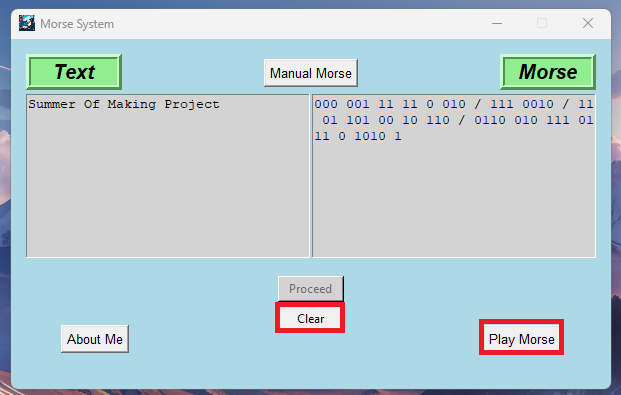 Morse System
Text
Manual Morse
Morse
Summer Of Making Project
000 001 11 11 0 010 / 111 0010 / 11
01 101 00 10 110 / 0110 010 111 01
11 0 1010 1
Proceed
Clear
About Me
Play Morse